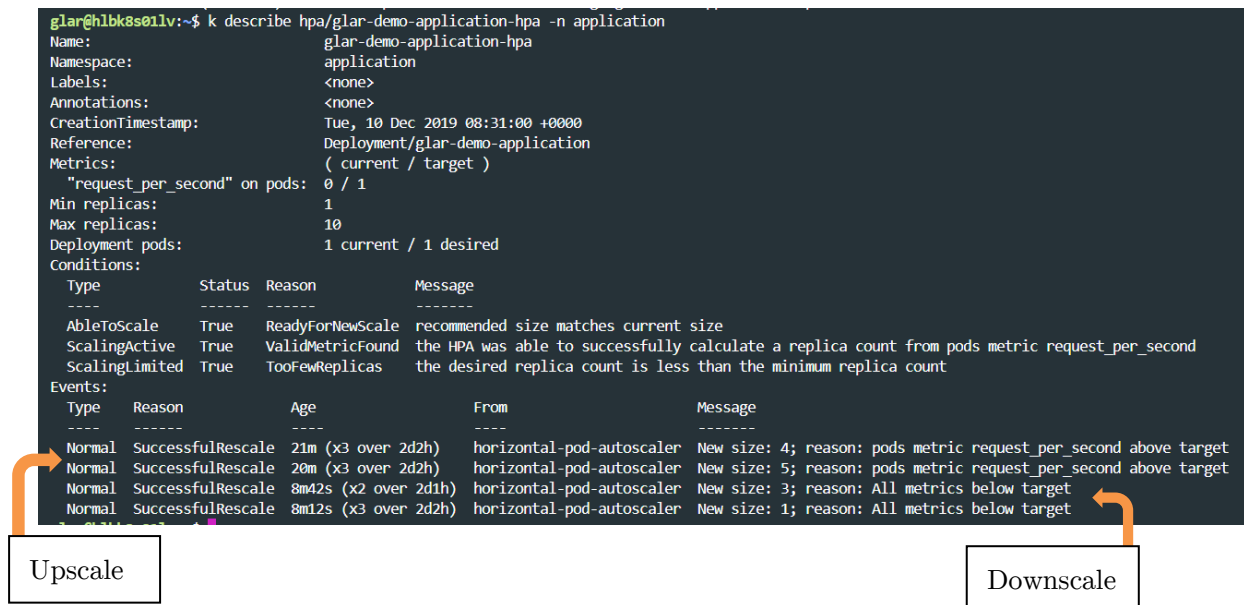 glar@hlbk8s01lv:~$ k describe hpa/glar-demo-application-hpa -n application
Name: glar-demo-application-hpa
Namespace: application
Labels: <none>
Annotations: <none>
CreationTimestamp: Tue, 10 Dec 2019 08:31:00 +0000
Reference: Deployment/glar-demo-application
Metrics: ( current / target )
"request_per_second" on pods: 0 / 1
Min replicas: 1
Max replicas: 10
Deployment pods: 1 current / 1 desired
Conditions:
Type Status Reason Message
---- ------ ------ -------
AbleToScale True ReadyForNewScale recommended size matches current size
ScalingActive True ValidMetricFound the HPA was able to successfully calculate a replica count from pods metric request_per_second
ScalingLimited True TooFewReplicas the desired replica count is less than the minimum replica count
Events:
Type Reason Age From Message
---- ------ ---- ---- -------
Normal SuccessfulRescale 21m (x3 over 2d2h) horizontal-pod-autoscaler New size: 4; reason: pods metric request_per_second above target
Normal SuccessfulRescale 20m (x3 over 2d2h) horizontal-pod-autoscaler New size: 5; reason: pods metric request_per_second above target
Normal SuccessfulRescale 8m42s (x2 over 2d1h) horizontal-pod-autoscaler New size: 3; reason: All metrics below target
Normal SuccessfulRescale 8m12s (x3 over 2d2h) horizontal-pod-autoscaler New size: 1; reason: All metrics below target
Upscale
Downscale